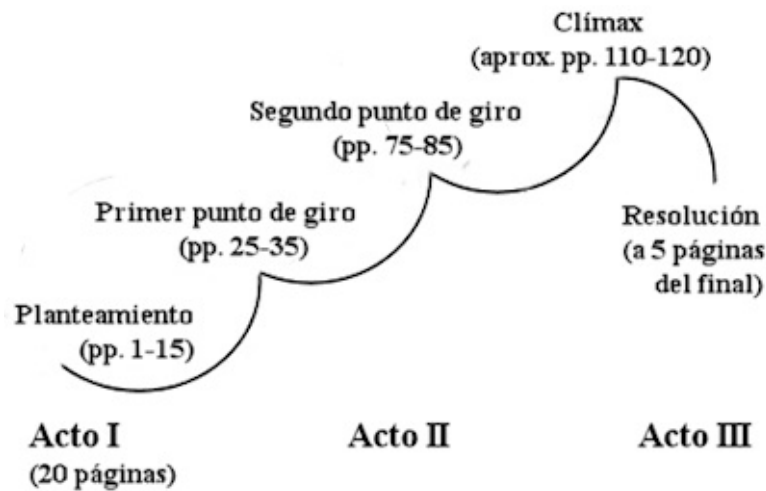 Clímax
(aprox. pp. 110-120)
Segundo punto de giro
(pp. 75-85)
Primer punto de giro
(pp. 25-35)
Resolución
(a 5 páginas
del final)
Planteamiento
(pp. 1-15)
Acto I
(20 páginas)
Acto II
Acto III